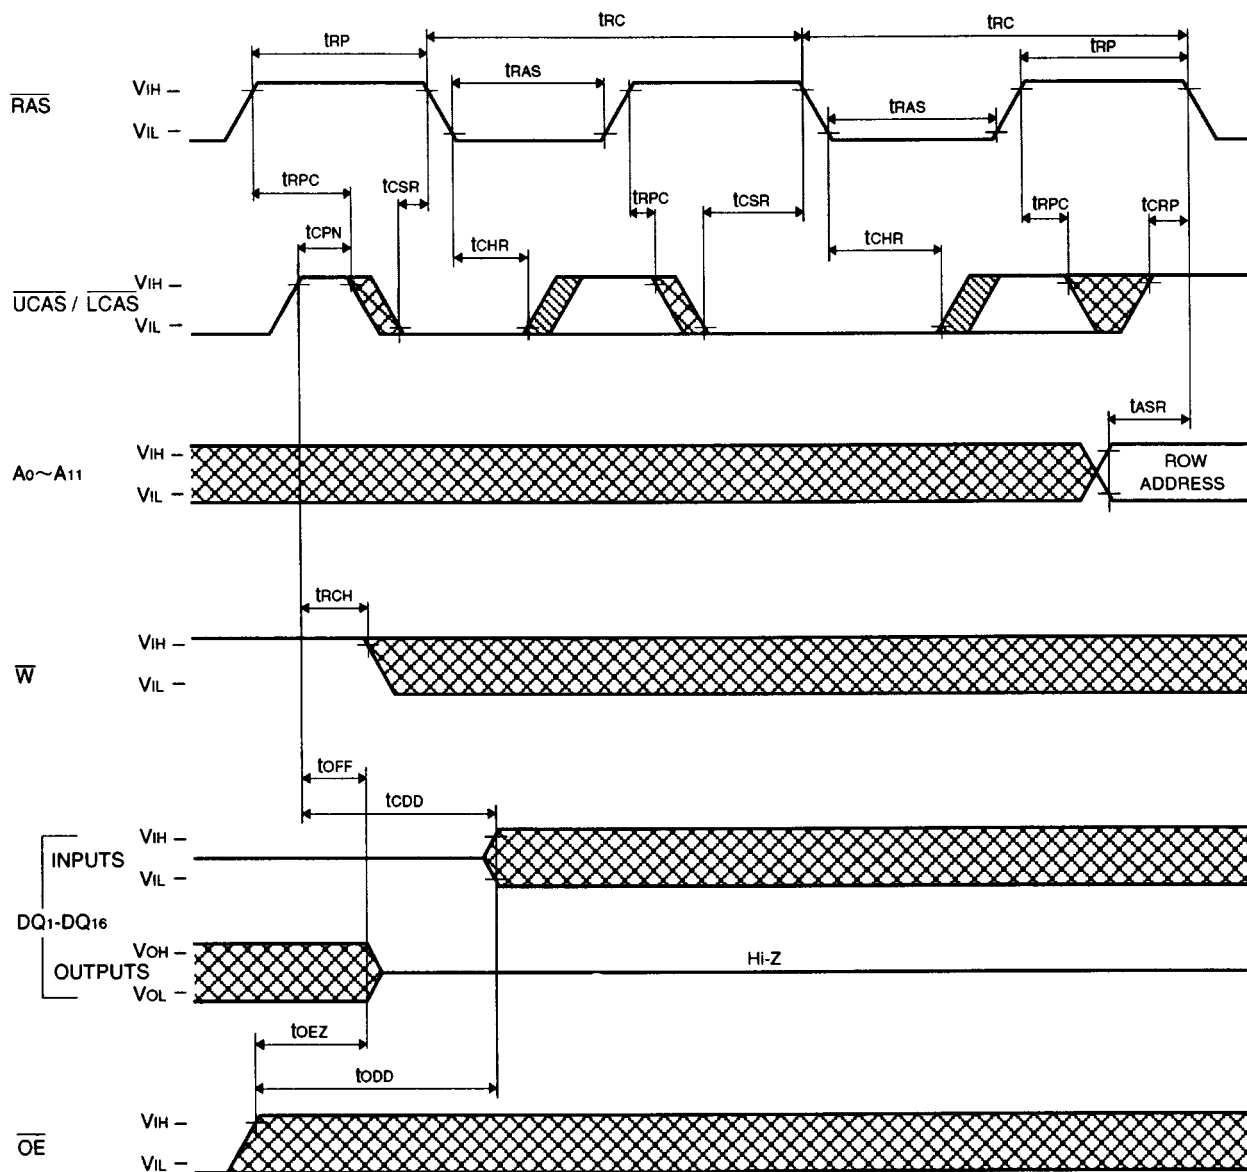 tRC
tRC
tRP
tRP
tRAS
tRAS
RAS
VIH
VIL
tRPC
tCSR
tRPC
tCSR
tRPC
tCRP
tCPN
tCHR
tCHR
UCAS / LCAS
VIH
VIL
tASR
A0~A11
VIH
VIL
ROW
ADDRESS
tRCH
W
VIH
VIL
tOFF
tCDD
VIH
INPUTS
VIL
DQ1-DQ16
VOH
OUTPUTS
VOL
Hi-Z
tOEZ
tODD
OE
VIH
VIL